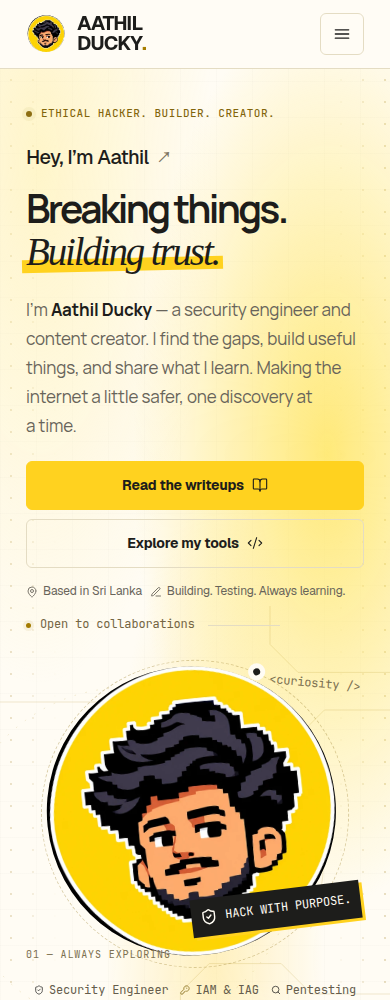 AATHIL
DUCKY.
ETHICAL HACKER. BUILDER. CREATOR.
Hey, I’m Aathil ↗
Breaking things.
Building trust.
I’m Aathil Ducky — a security engineer and
content creator. I find the gaps, build useful
things, and share what I learn. Making the
internet a little safer, one discovery at
a time.
Read the writeups
Explore my tools </>
Based in Sri Lanka Building. Testing. Always learning.
Open to collaborations
<curiosity />
HACK WITH PURPOSE.
01 — ALWAYS EXPLORING
Security Engineer IAM & IAG Pentesting